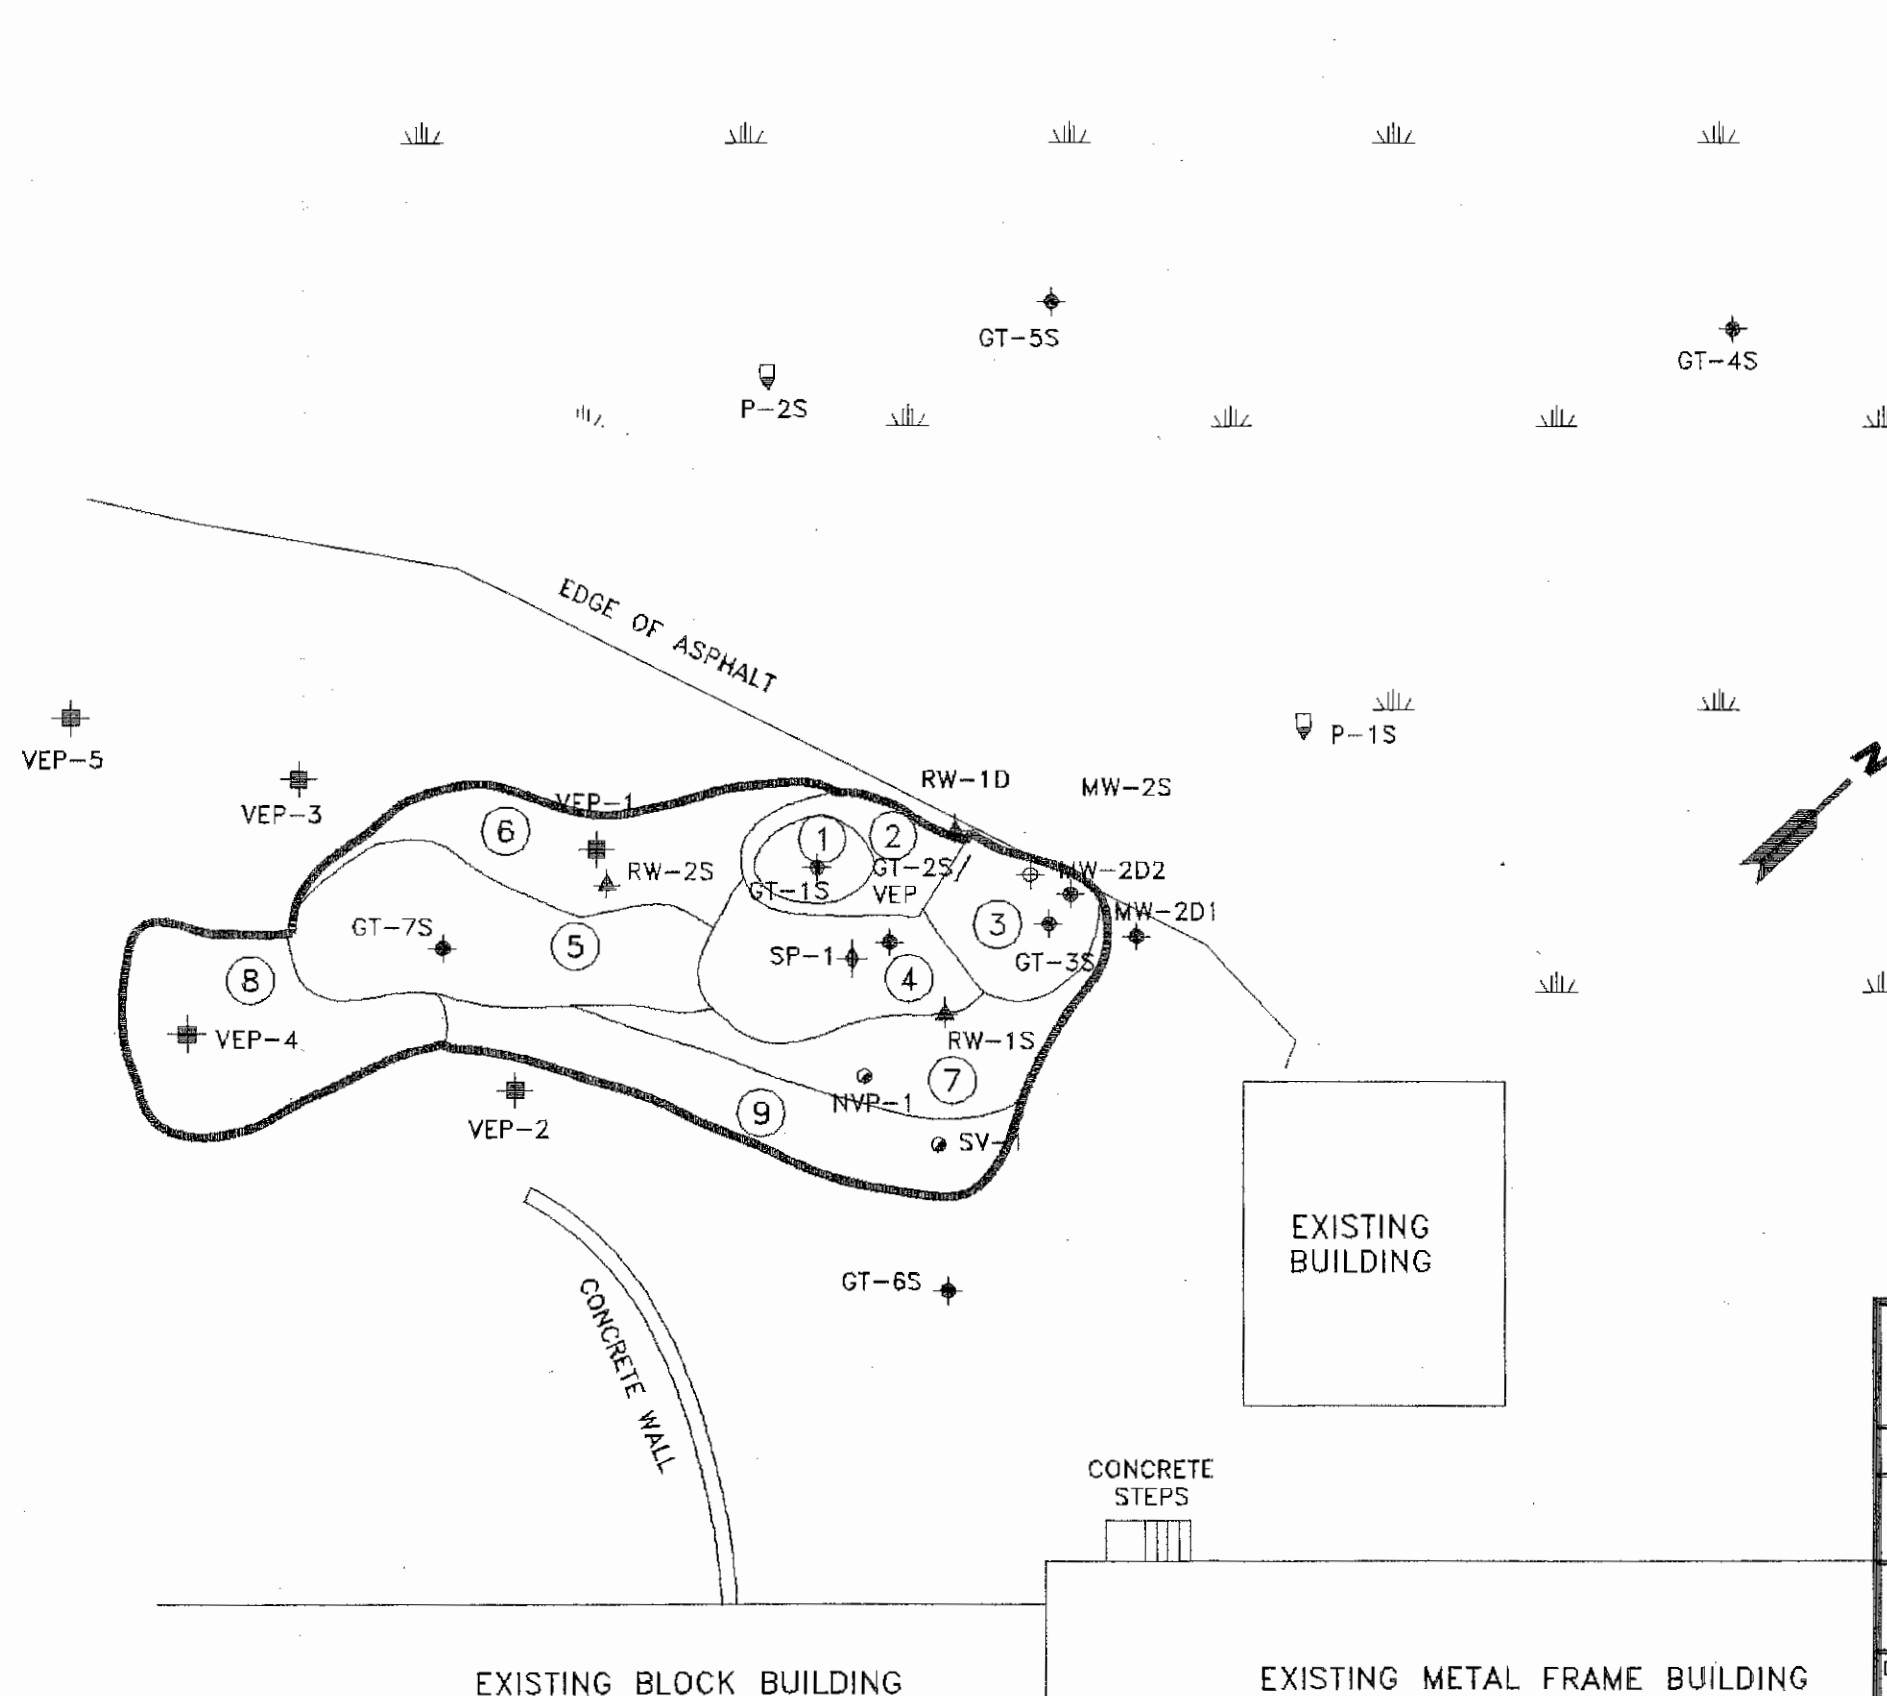 GT-5S
GT-4S
P-2S
EDGE OF ASPHALT
P-1S
N
VEP-5
VEP-3
RW-1D
MW-2S
VEP-1
6
1
2
RW-2S
GT-2S/
VEP
MW-2D2
GT-1S
MW-2D1
3
GT-7S
5
SP-1
GT-3S
8
4
VEP-4
RW-1S
7
NVP-1
9
VEP-2
SV-1
EXISTING
BUILDING
GT-6S
CONCRETE WALL
CONCRETE
STEPS
EXISTING BLOCK BUILDING
EXISTING METAL FRAME BUILDING